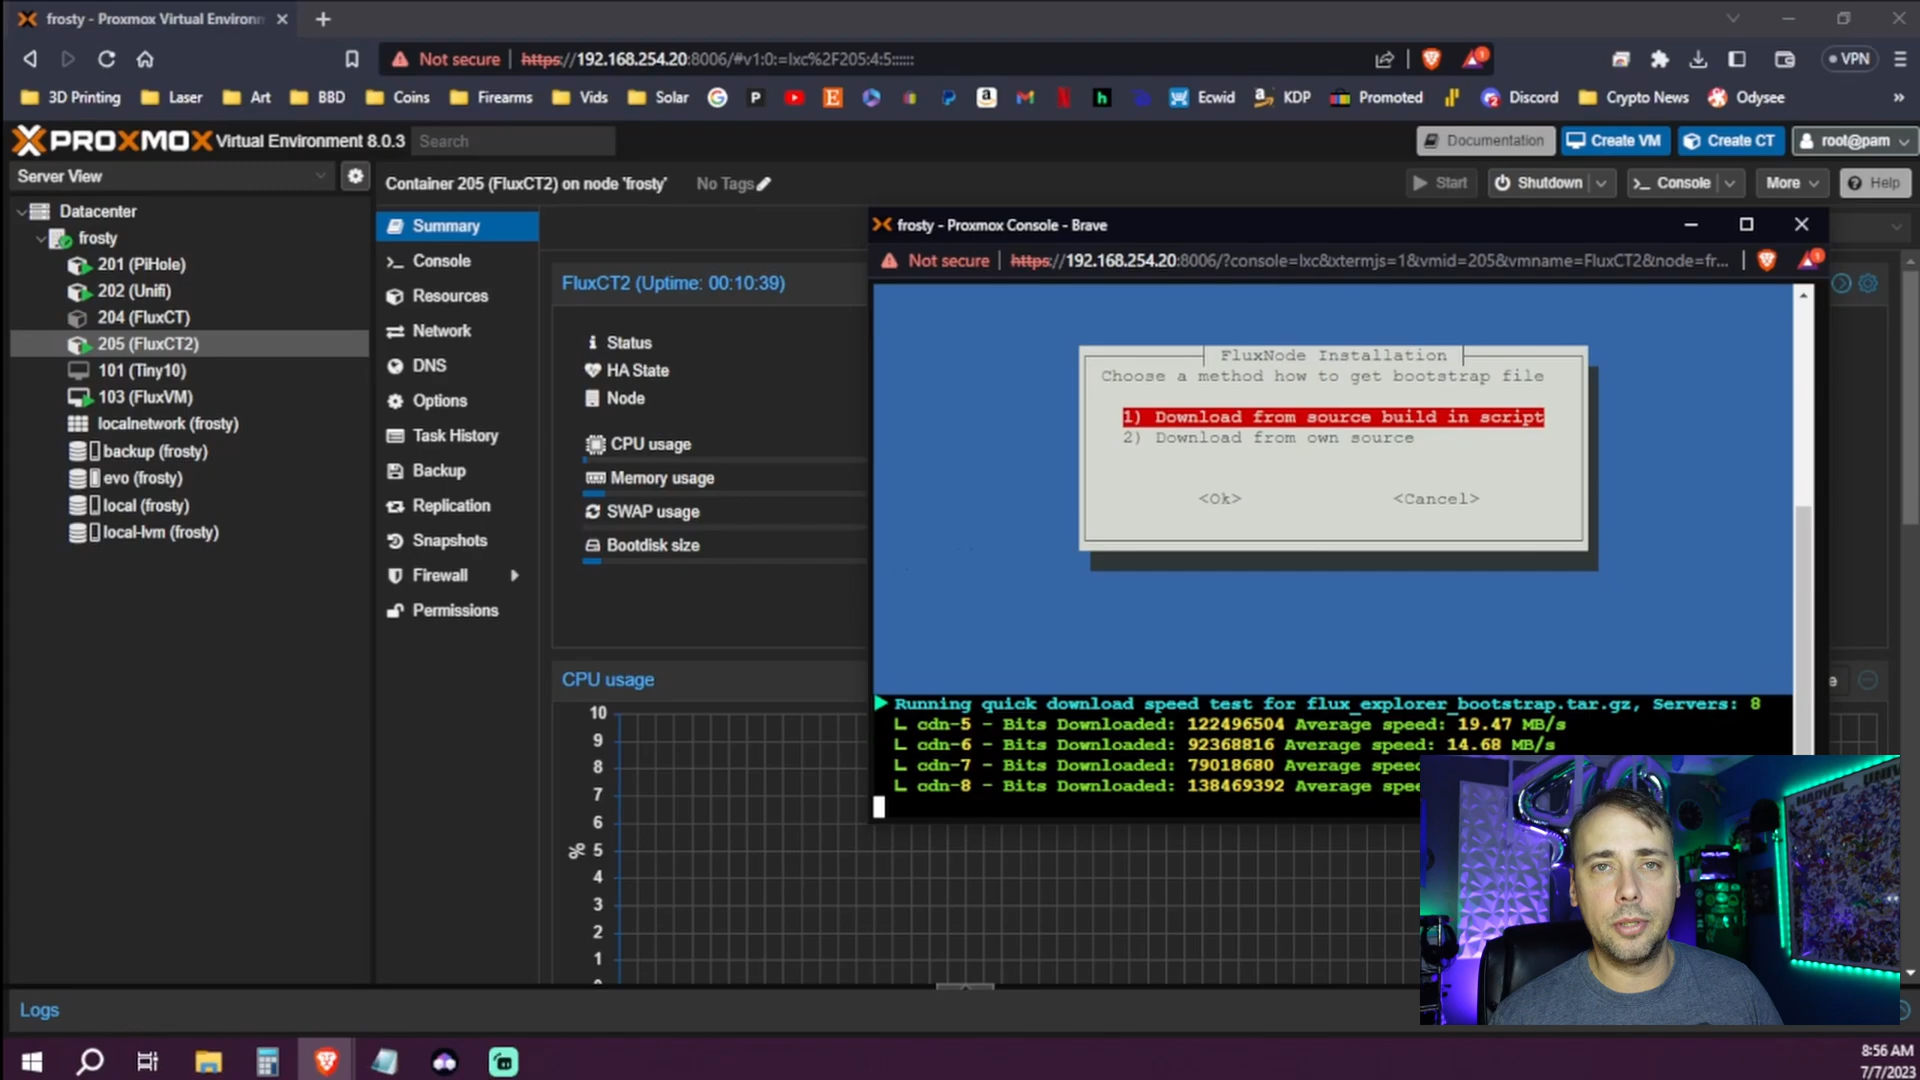 frosty - Proxmox Virtual Environm
Not secure https://192.168.254.20:8006/#v1:0:=lxc%2F205:4:5::::::
VPN
3D Printing Laser Art BBD Coins Firearms Vids Solar Ecwid KDP Promoted Discord Crypto News Odysee
PROXMOX Virtual Environment 8.0.3 Search Documentation Create VM Create CT root@pam
Server View
Container 205 (FluxCT2) on node 'frosty' No Tags Start Shutdown Console More Help
Datacenter
frosty
201 (PiHole)
202 (Unifi)
204 (FluxCT)
205 (FluxCT2)
101 (Tiny10)
103 (FluxVM)
localnetwork (frosty)
backup (frosty)
evo (frosty)
local (frosty)
local-lvm (frosty)
Summary
Console
Resources
Network
DNS
Options
Task History
Backup
Replication
Snapshots
Firewall
Permissions
FluxCT2 (Uptime: 00:10:39)
Status
HA State
Node
CPU usage
Memory usage
SWAP usage
Bootdisk size
CPU usage
10
9
8
7
6
5
4
3
2
1
%
frosty - Proxmox Console - Brave
Not secure https://192.168.254.20:8006/?console=lxc&xtermjs=1&vmid=205&vmname=FluxCT2&node=fr...
FluxNode Installation
Choose a method how to get bootstrap file
1) Download from source build in script
2) Download from own source
<Ok> <Cancel>
Running quick download speed test for flux_explorer_bootstrap.tar.gz, Servers: 8
cdn-5 - Bits Downloaded: 122496504 Average speed: 19.47 MB/s
cdn-6 - Bits Downloaded: 92368816 Average speed: 14.68 MB/s
cdn-7 - Bits Downloaded: 79018680 Average spee
cdn-8 - Bits Downloaded: 138469392 Average spee
Logs
8:56 AM
7/7/2023